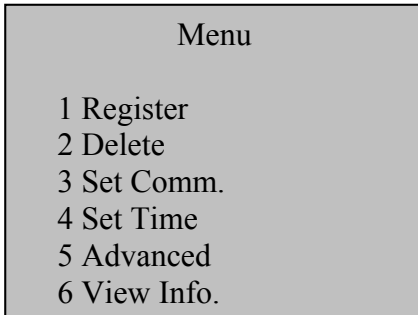 Menu
1 Register
2 Delete
3 Set Comm.
4 Set Time
5 Advanced
6 View Info.